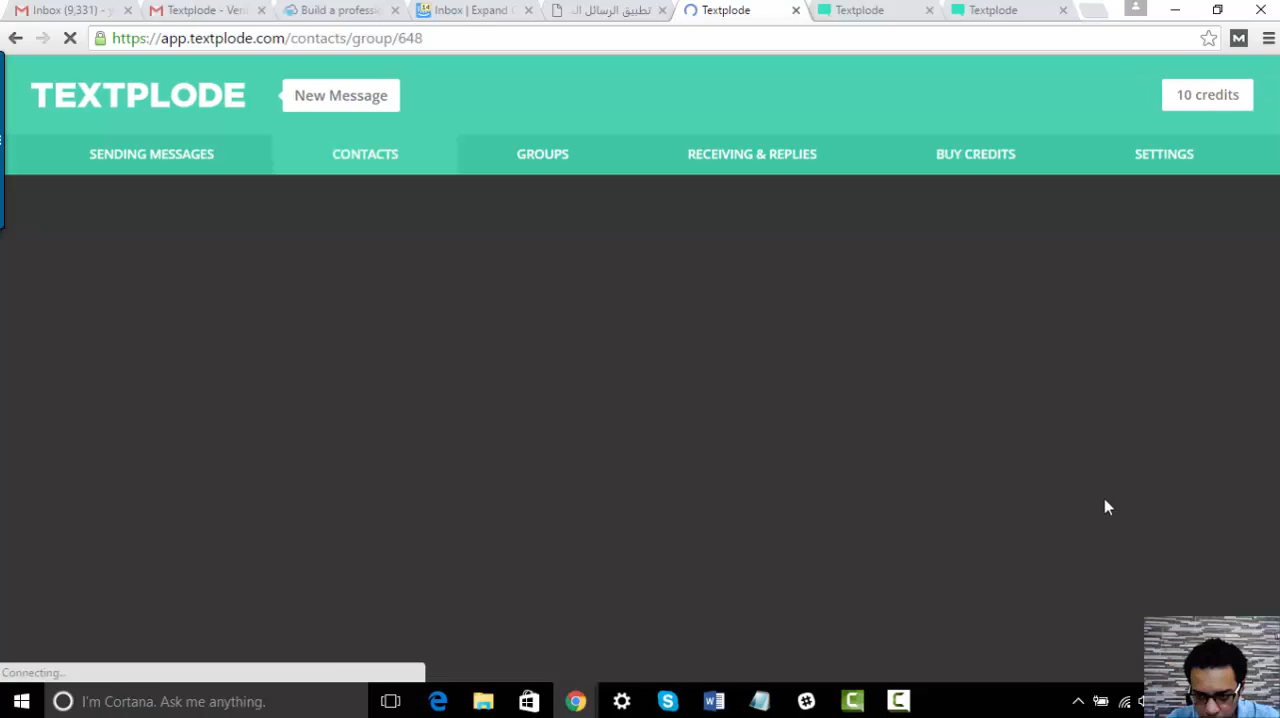 Inbox (9,331) - y
Textplode - Veri
Build a professi
Inbox | Expand
تطبيق الرسائل الـ
Textplode
Textplode
Textplode
https://app.textplode.com/contacts/group/648
TEXTPLODE
New Message
10 credits
SENDING MESSAGES
CONTACTS
GROUPS
RECEIVING & REPLIES
BUY CREDITS
SETTINGS
Connecting...
I'm Cortana. Ask me anything.